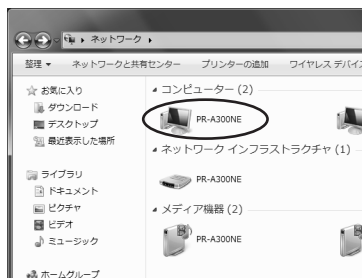 ネットワーク
整理 ネットワークと共有センター プリンターの追加 ワイヤレス デバイ
お気に入り
ダウンロード
デスクトップ
最近表示した場所
ライブラリ
ドキュメント
ピクチャ
ビデオ
ミュージック
ホームグループ
コンピューター (2)
PR-A300NE
ネットワーク インフラストラクチャ (1)
PR-A300NE
メディア機器 (2)
PR-A300NE